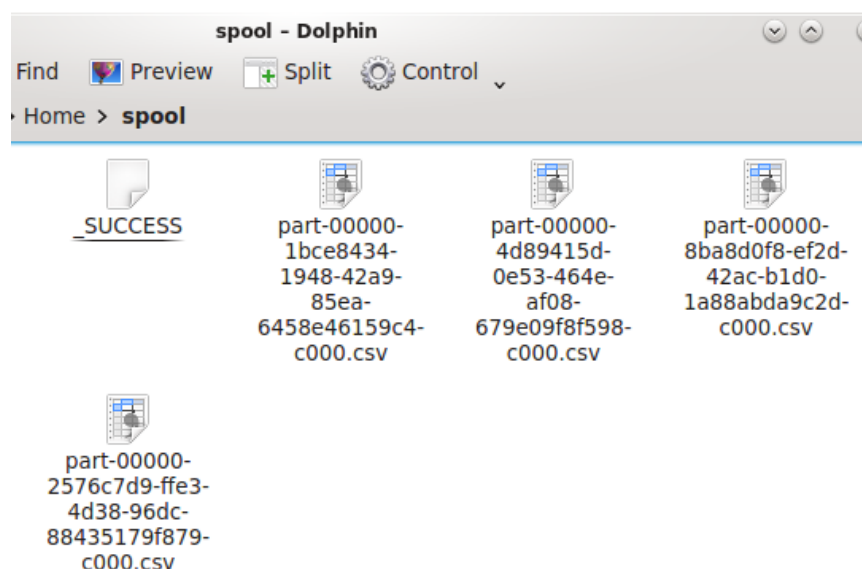 spool – Dolphin
Find Preview Split Control
Home > spool
_SUCCESS
part-00000-
1bce8434-
1948-42a9-
85ea-
6458e46159c4-
c000.csv
part-00000-
4d89415d-
0e53-464e-
af08-
679e09f8f598-
c000.csv
part-00000-
8ba8d0f8-ef2d-
42ac-b1d0-
1a88abda9c2d-
c000.csv
part-00000-
2576c7d9-ffe3-
4d38-96dc-
88435179f879-
c000.csv